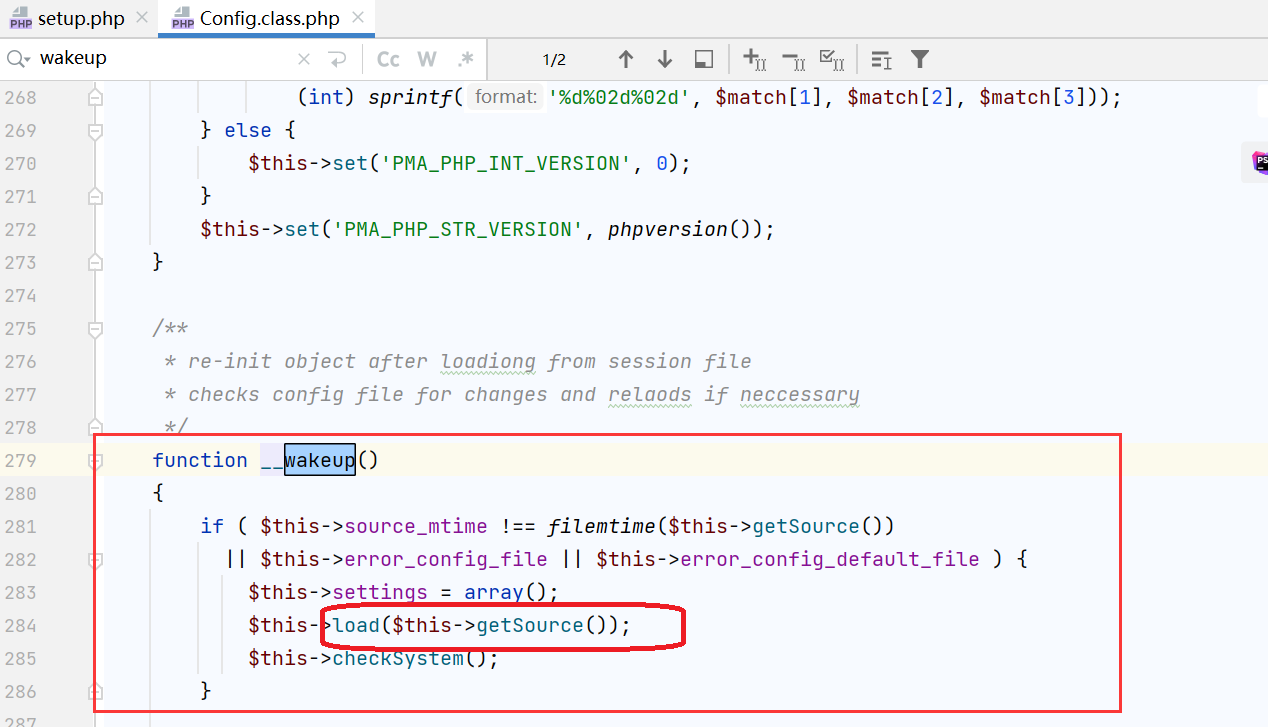 PHP setup.php PHP Config.class.php
wakeup Cc W .* 1/2
268 (int) sprintf( format: '%d%02d%02d', $match[1], $match[2], $match[3]));
269 } else {
270 $this->set('PMA_PHP_INT_VERSION', 0);
271 }
272 $this->set('PMA_PHP_STR_VERSION', phpversion());
273 }
274
275 /**
276 * re-init object after loadiong from session file
277 * checks config file for changes and relaods if neccessary
278 */
279 function __wakeup()
280 {
281 if ( $this->source_mtime !== filemtime($this->getSource())
282 || $this->error_config_file || $this->error_config_default_file ) {
283 $this->settings = array();
284 $this->load($this->getSource());
285 $this->checkSystem();
286 }
287